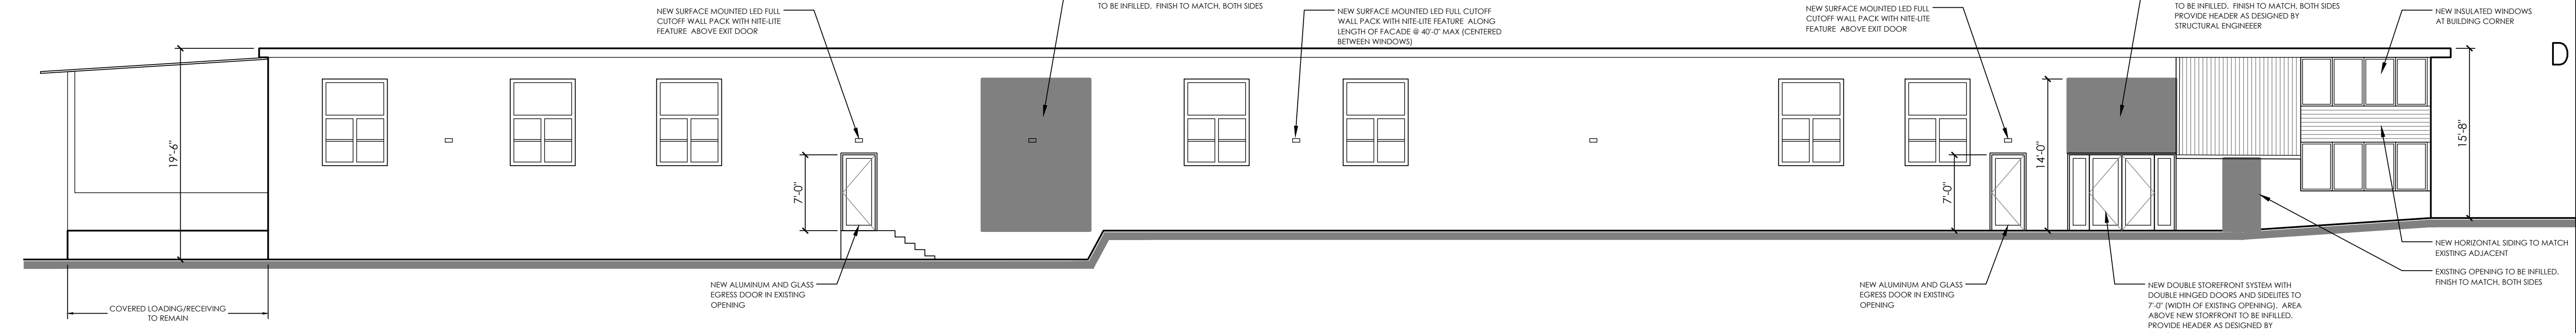 NEW SURFACE MOUNTED LED FULL
CUTOFF WALL PACK WITH NITE-LITE
FEATURE  ABOVE EXIT DOOR
TO BE INFILLED.  FINISH TO MATCH, BOTH SIDES
NEW SURFACE MOUNTED LED FULL CUTOFF
WALL PACK WITH NITE-LITE FEATURE  ALONG
LENGTH OF FACADE @ 40'-0" MAX (CENTERED
BETWEEN WINDOWS)
NEW SURFACE MOUNTED LED FULL
CUTOFF WALL PACK WITH NITE-LITE
FEATURE  ABOVE EXIT DOOR
TO BE INFILLED.  FINISH TO MATCH, BOTH SIDES
PROVIDE HEADER AS DESIGNED BY
STRUCTURAL ENGINEEER
NEW INSULATED WINDOWS
AT BUILDING CORNER
D
19'-6"
7'-0"
7'-0"
14'-0"
15'-8"
COVERED LOADING/RECEIVING
TO REMAIN
NEW ALUMINUM AND GLASS
EGRESS DOOR IN EXISTING
OPENING
NEW ALUMINUM AND GLASS
EGRESS DOOR IN EXISTING
OPENING
NEW DOUBLE STOREFRONT SYSTEM WITH
DOUBLE HINGED DOORS AND SIDELITES TO
7'-0" (WIDTH OF EXISTING OPENING).  AREA
ABOVE NEW STORFRONT TO BE INFILLED.
PROVIDE HEADER AS DESIGNED BY
NEW HORIZONTAL SIDING TO MATCH
EXISTING ADJACENT
EXISTING OPENING TO BE INFILLED.
FINISH TO MATCH, BOTH SIDES